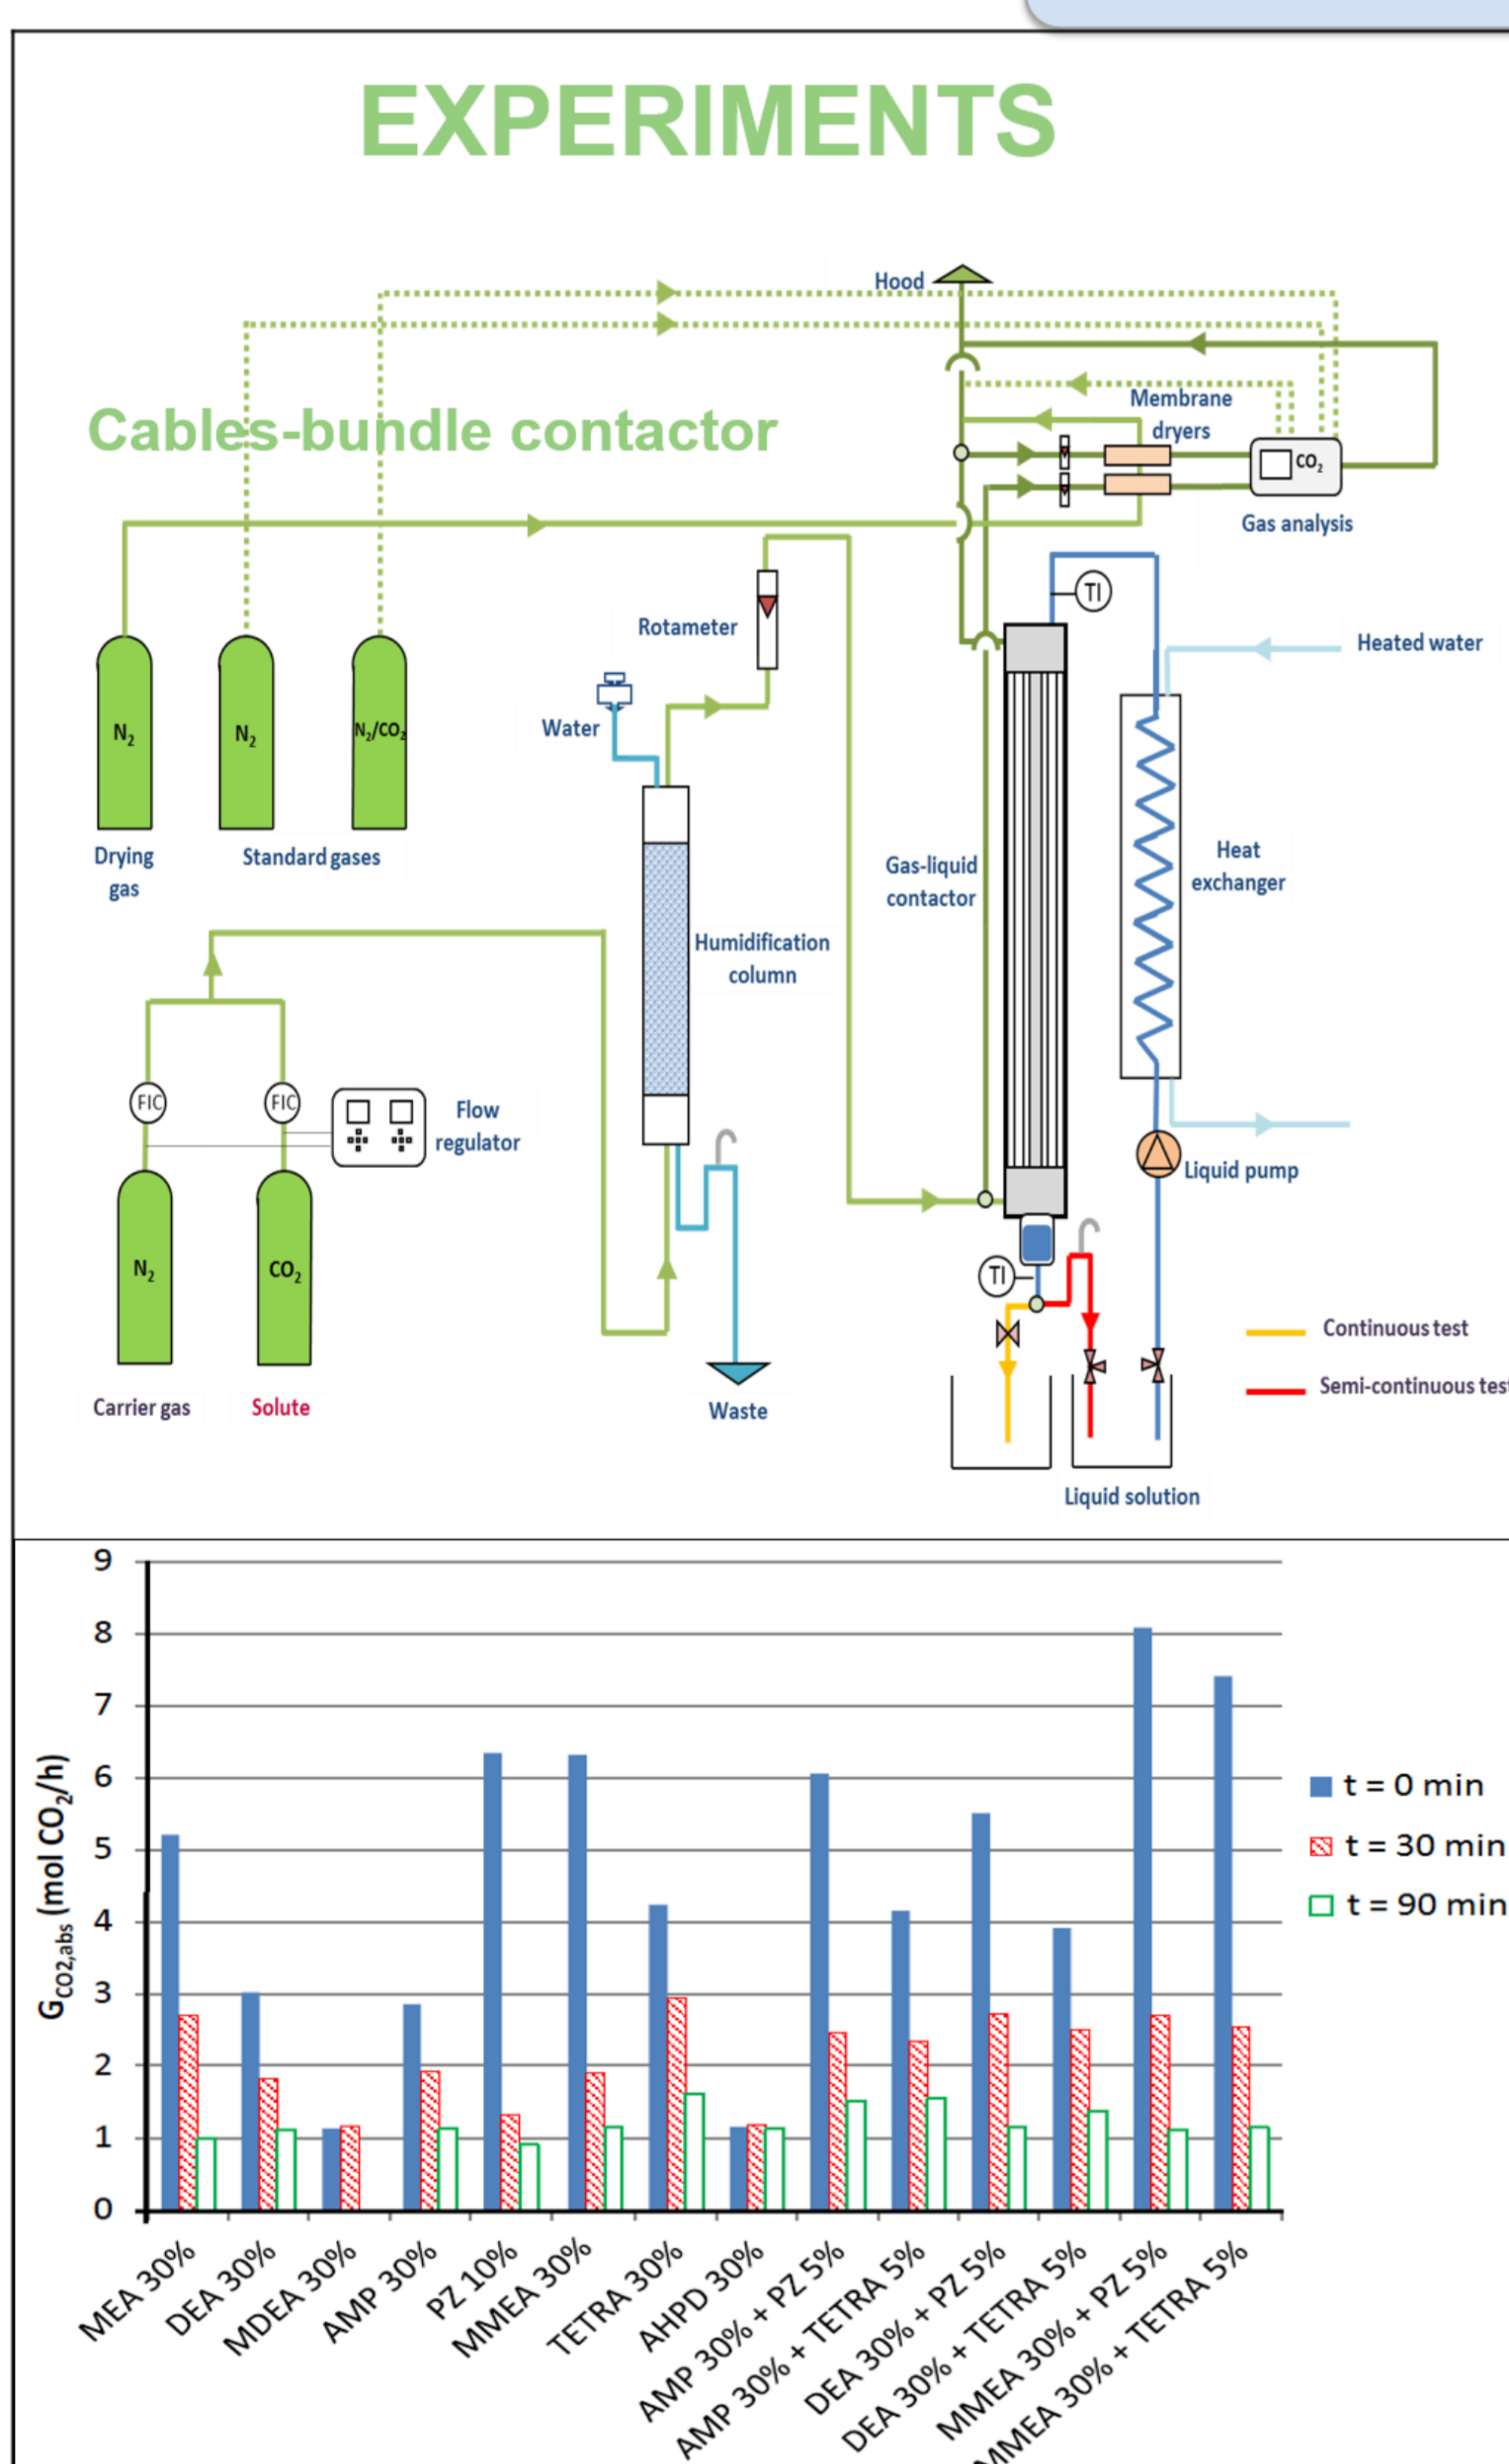 EXPERIMENTS
Hood
Cables-bundle contactor
Membrane
dryers
CO2
Gas analysis
TI
Rotameter
Heated water
Water
N2
N2
N2/CO2
Drying
gas
Standard gases
Gas-liquid
contactor
Heat
exchanger
Humidification
column
FIC
FIC
Flow
regulator
Liquid pump
N2
CO2
TI
Continuous test
Semi-continuous test
Carrier gas
Solute
Waste
Liquid solution
GCO2,abs (mol CO2/h)
9
8
7
6
5
4
3
2
1
0
t = 0 min
t = 30 min
t = 90 min
MEA 30%
DEA 30%
MDEA 30%
AMP 30%
PZ 10%
MMEA 30%
TETRA 30%
AHPD 30%
AMP 30% + PZ 5%
AMP 30% + TETRA 5%
DEA 30% + PZ 5%
DEA 30% + TETRA 5%
MMEA 30% + PZ 5%
MMEA 30% + TETRA 5%